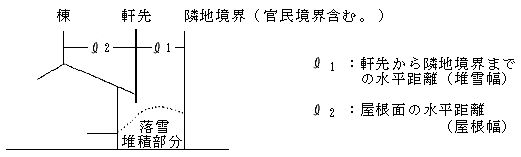 棟 軒先 隣地境界（官民境界含む。）
ℓ2 ℓ1
ℓ1：軒先から隣地境界まで
の水平距離（堆雪幅）
ℓ2：屋根面の水平距離
（屋根幅）
落雪
堆積部分